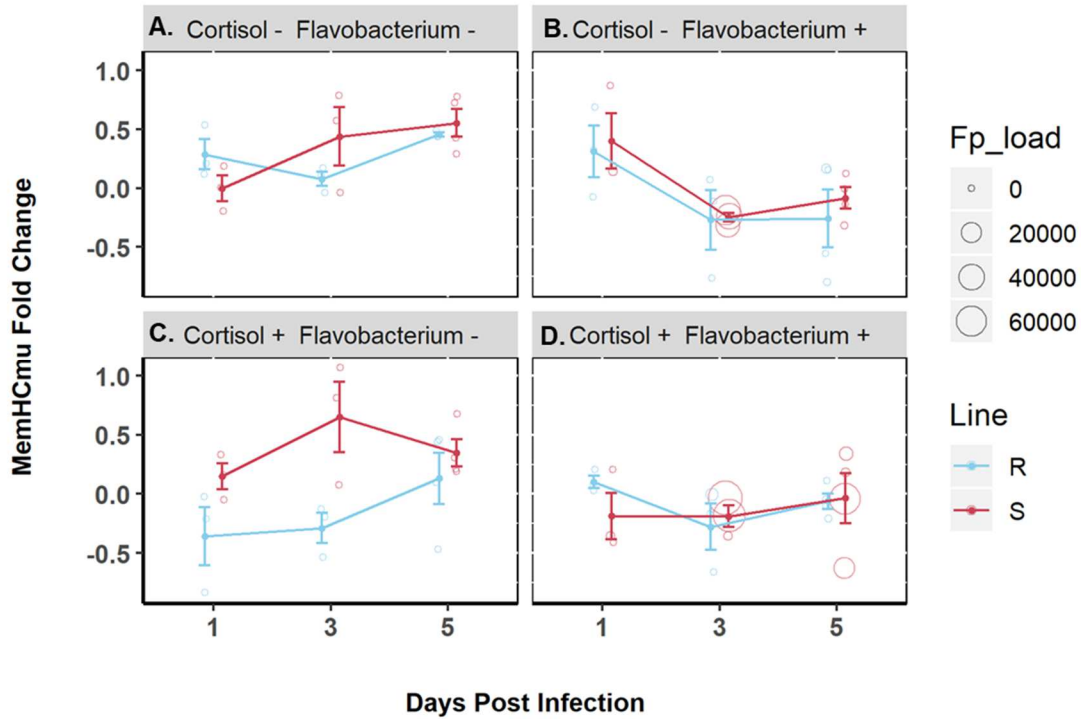 A. Cortisol - Flavobacterium -
B. Cortisol - Flavobacterium +
1.0
0.5
0.0
-0.5
C. Cortisol + Flavobacterium -
D. Cortisol + Flavobacterium +
1.0
0.5
0.0
-0.5
1 3 5
1 3 5
MemHCmu Fold Change
Days Post Infection
Fp_load
0
20000
40000
60000
Line
R
S